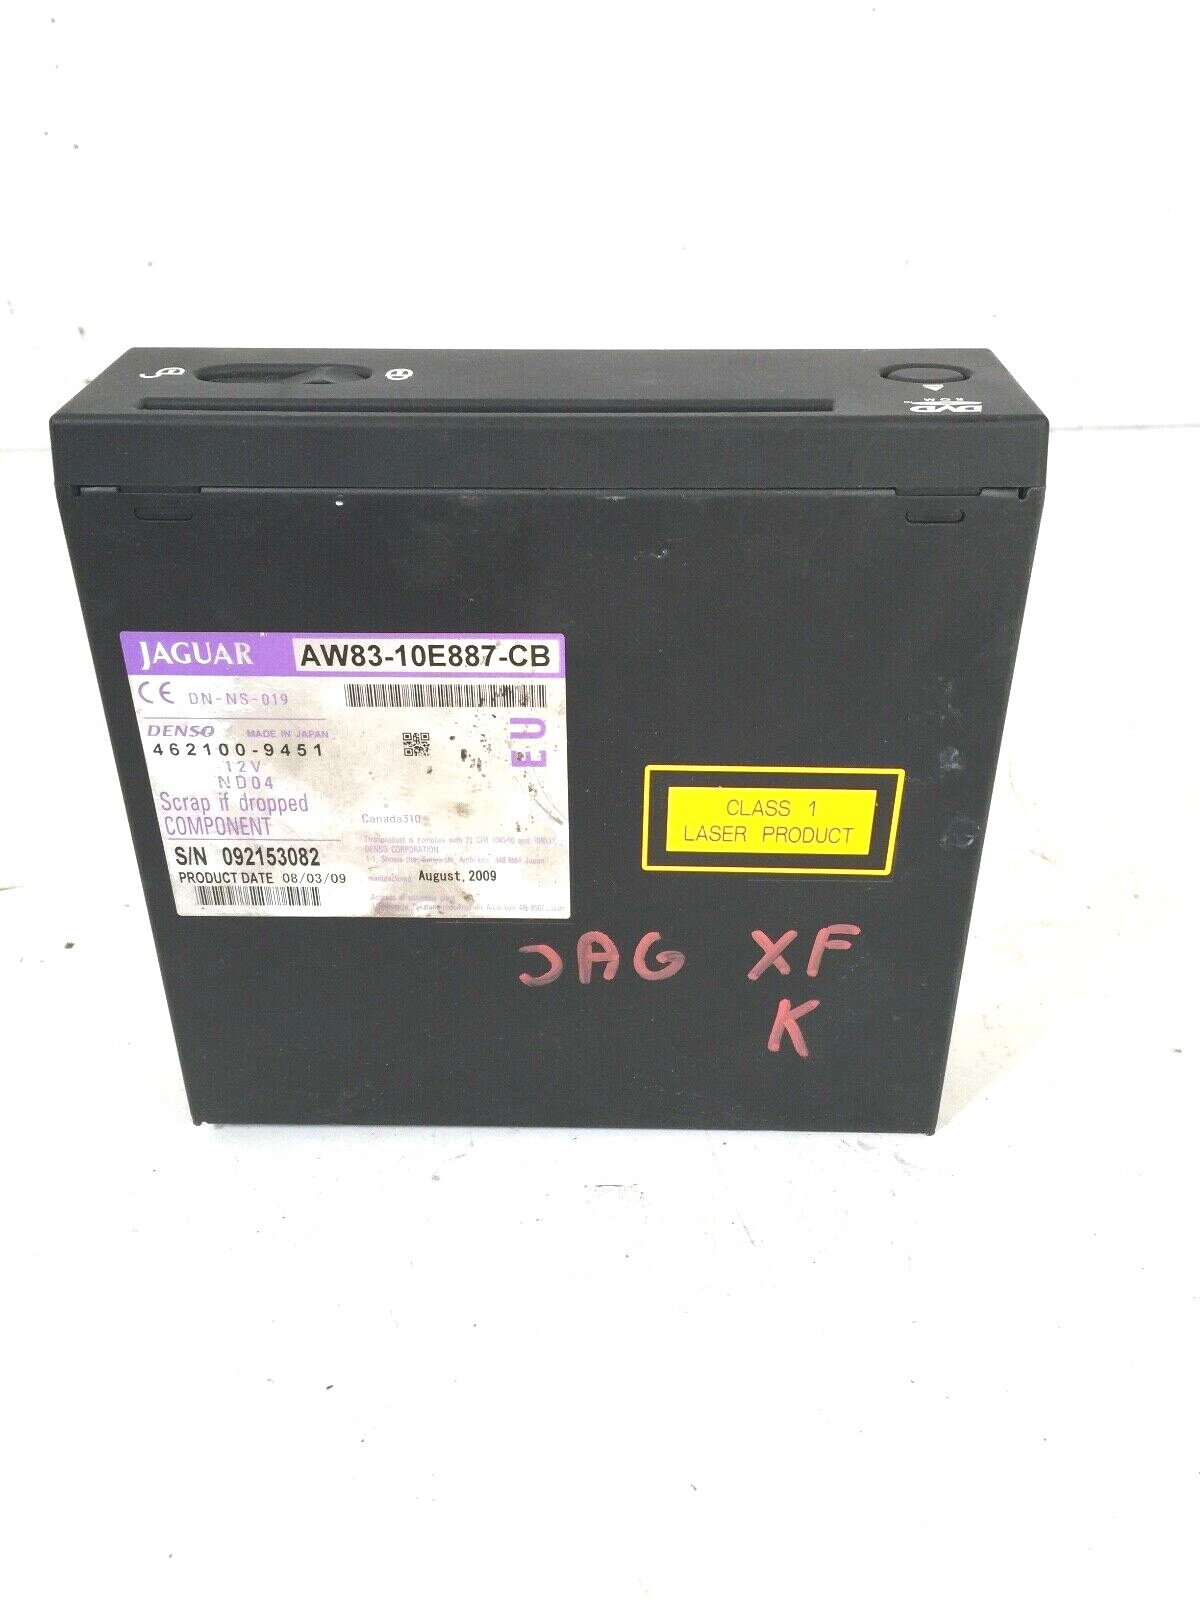 DVD
ROM
JAGUAR AW83-10E887-CB
CE DN-NS-019
EU
DENSO MADE IN JAPAN
462100-9451
12V
ND04
Scrap if dropped
COMPONENT
Canada310
DENSO CORPORATION
S/N 092153082
PRODUCT DATE 08/03/09
manufactured August, 2009
CLASS 1
LASER PRODUCT
JAG XF
K